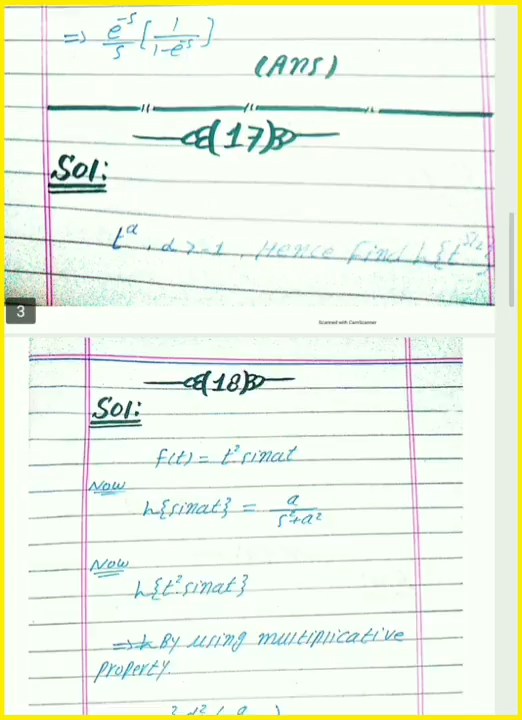 => e^-s/s [1/1-e^-s]
(Ans)
(17)
Sol:
t^α, α > -1, Hence find L{t^5/2}
3
Scanned with CamScanner
(18)
Sol:
f(t) = t² sinat
Now
L{sinat} = a/s²+a²
Now
L{t² sinat}
=> By using multiplicative
property.